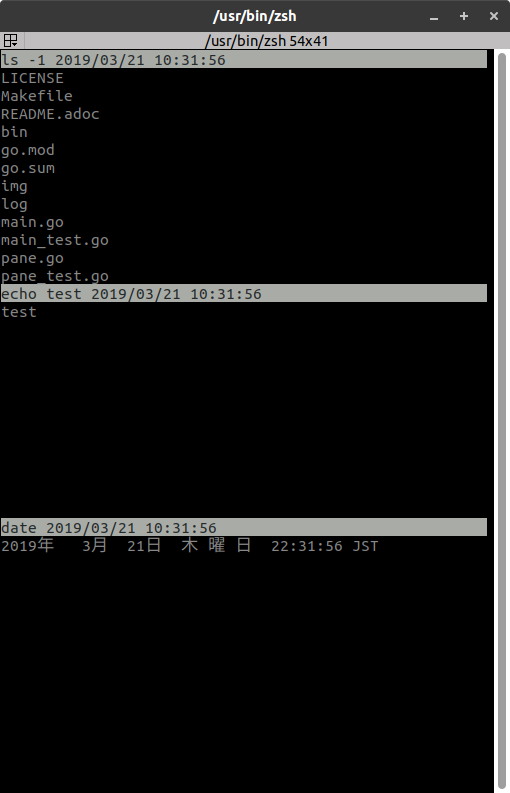 /usr/bin/zsh
/usr/bin/zsh 54x41
ls -1 2019/03/21 10:31:56
LICENSE
Makefile
README.adoc
bin
go.mod
go.sum
img
log
main.go
main_test.go
pane.go
pane_test.go
echo test 2019/03/21 10:31:56
test
date 2019/03/21 10:31:56
2019年 3月 21日 木 曜 日 22:31:56 JST